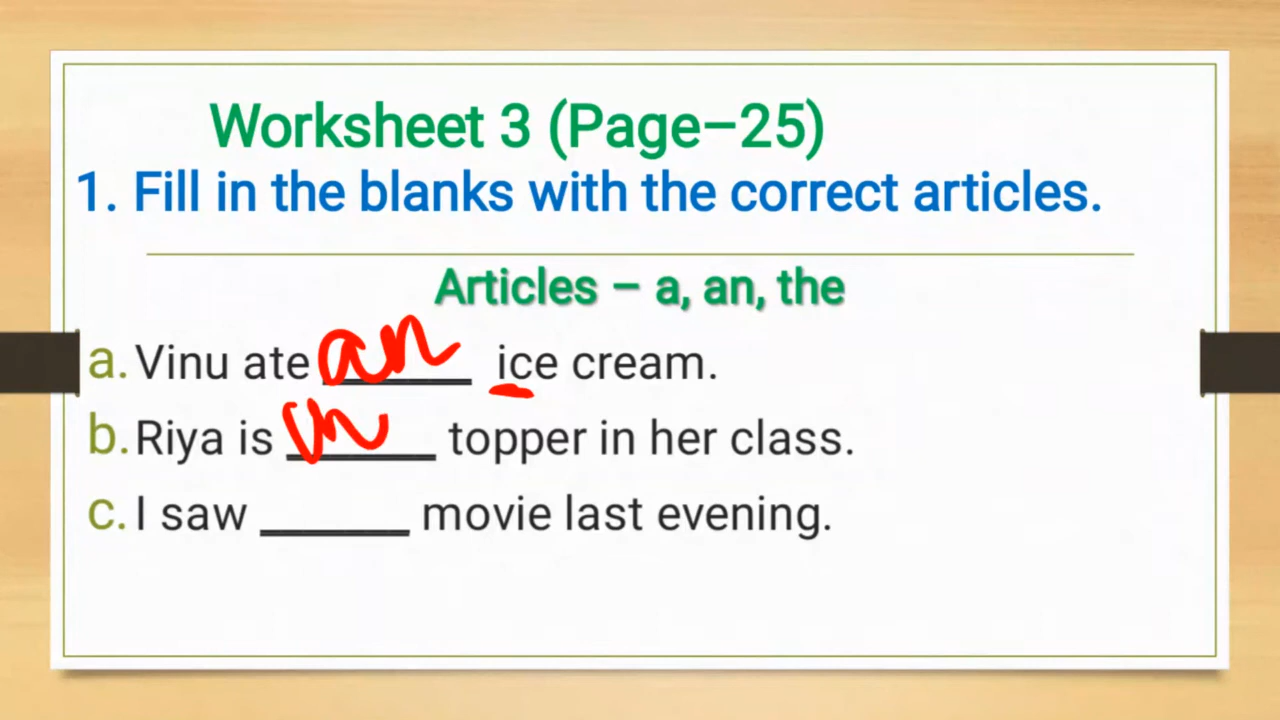 Worksheet 3 (Page–25)
1. Fill in the blanks with the correct articles.
Articles – a, an, the
a. Vinu ate an ice cream.
b. Riya is ______ topper in her class.
c. I saw ______ movie last evening.